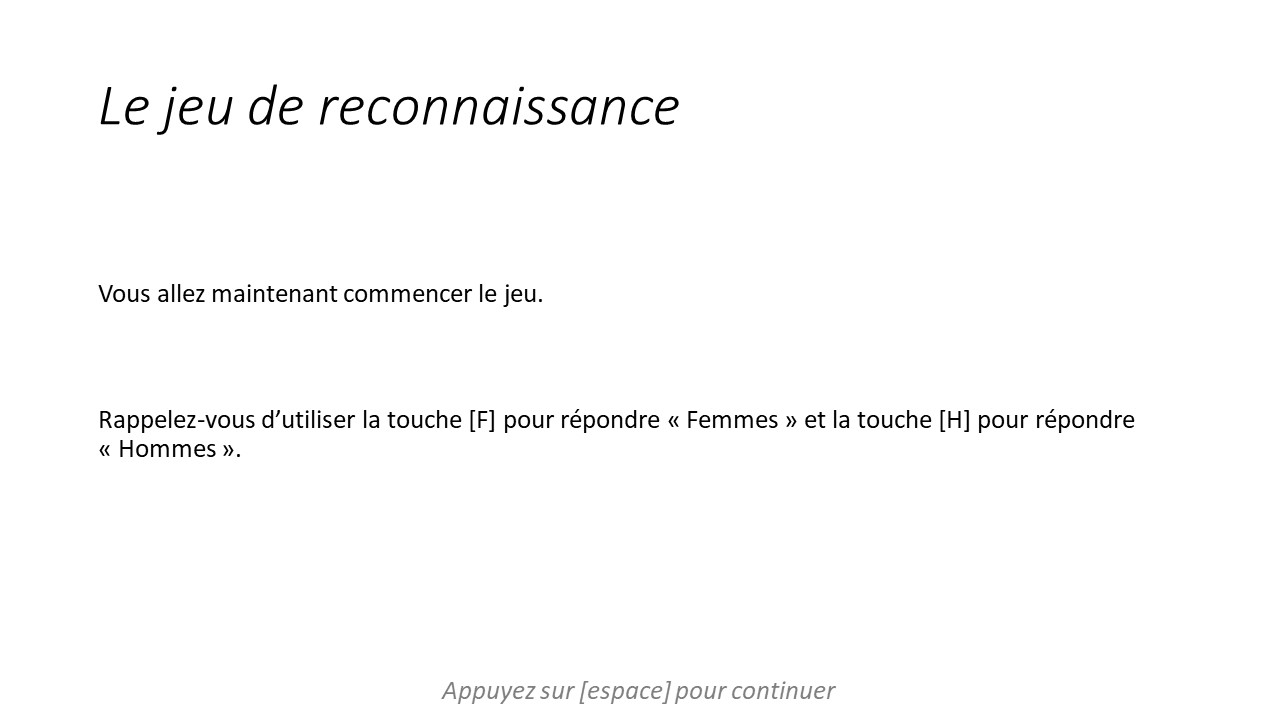 Le jeu de reconnaissance
Vous allez maintenant commencer le jeu.
Rappelez-vous d’utiliser la touche [F] pour répondre « Femmes » et la touche [H] pour répondre
« Hommes ».
Appuyez sur [espace] pour continuer